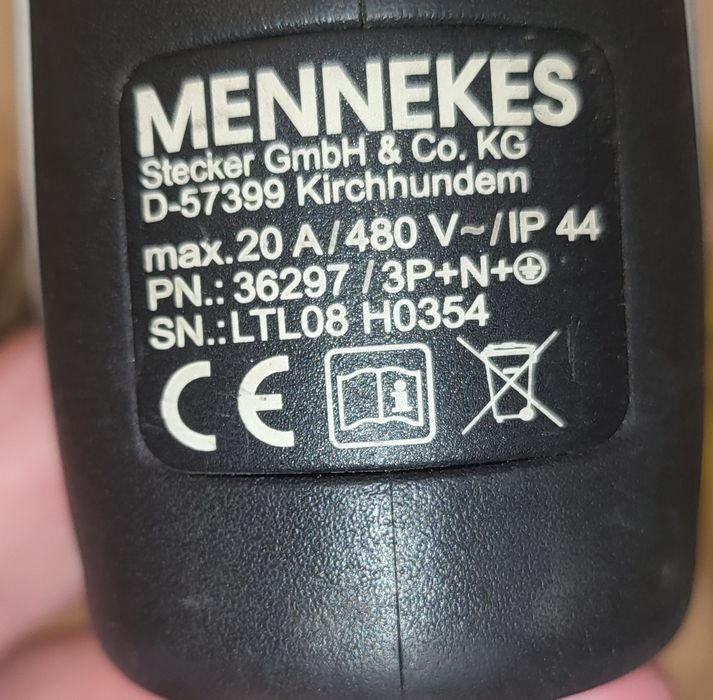 MENNEKES
Stecker GmbH & Co. KG
D-57399 Kirchhundem
max. 20 A / 480 V~ / IP 44
PN.: 36297 / 3P+N+⏚
SN.: LTL08 H0354
CE
i